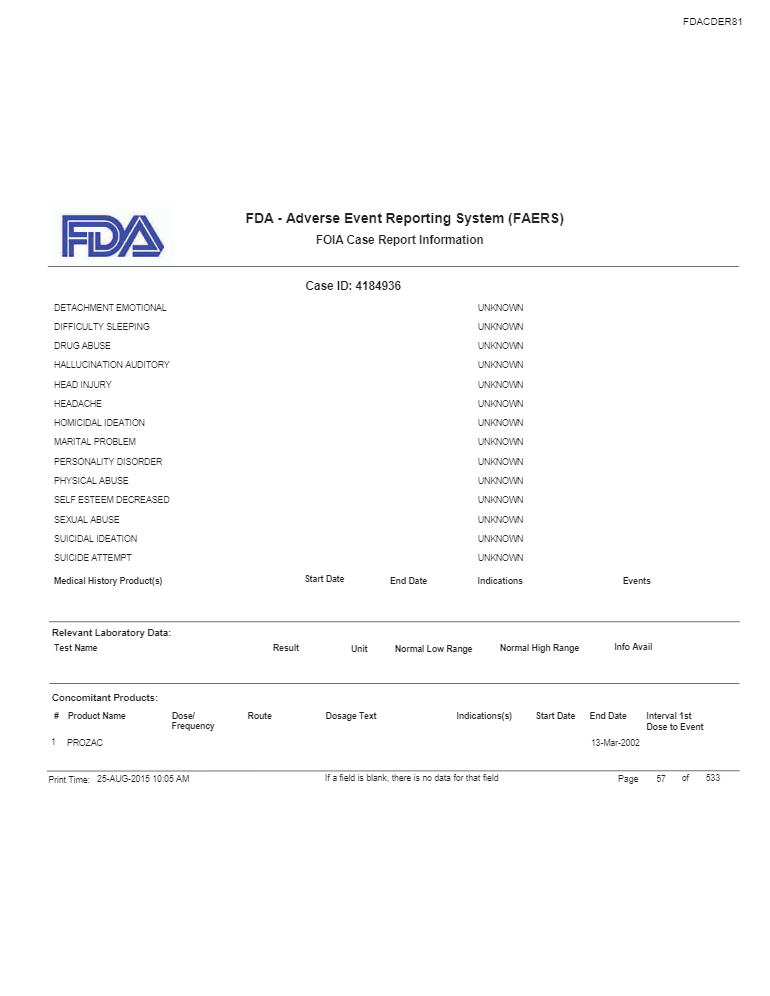 FDACDER81
FDA
FDA - Adverse Event Reporting System (FAERS)
FOIA Case Report Information
Case ID: 4184936
DETACHMENT EMOTIONAL UNKNOWN
DIFFICULTY SLEEPING UNKNOWN
DRUG ABUSE UNKNOWN
HALLUCINATION AUDITORY UNKNOWN
HEAD INJURY UNKNOWN
HEADACHE UNKNOWN
HOMICIDAL IDEATION UNKNOWN
MARITAL PROBLEM UNKNOWN
PERSONALITY DISORDER UNKNOWN
PHYSICAL ABUSE UNKNOWN
SELF ESTEEM DECREASED UNKNOWN
SEXUAL ABUSE UNKNOWN
SUICIDAL IDEATION UNKNOWN
SUICIDE ATTEMPT UNKNOWN
Medical History Product(s) Start Date End Date Indications Events
Relevant Laboratory Data:
Test Name Result Unit Normal Low Range Normal High Range Info Avail
Concomitant Products:
# Product Name Dose/ Route Dosage Text Indications(s) Start Date End Date Interval 1st
Frequency Dose to Event
1 PROZAC 13-Mar-2002
Print Time: 25-AUG-2015 10:05 AM If a field is blank, there is no data for that field Page 57 of 533